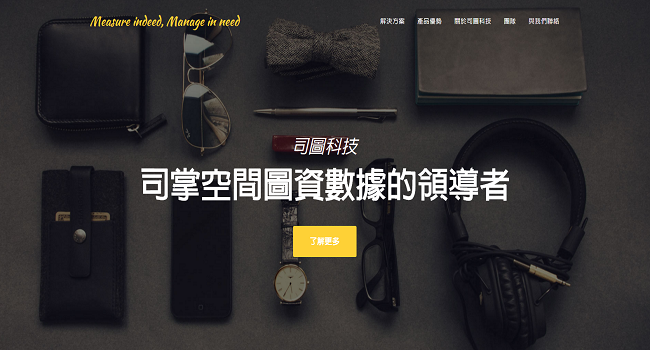 Measure indeed, Manage in need
解決方案 產品優勢 關於司圖科技 團隊 與我們聯絡
司圖科技
司掌空間圖資數據的領導者
了解更多